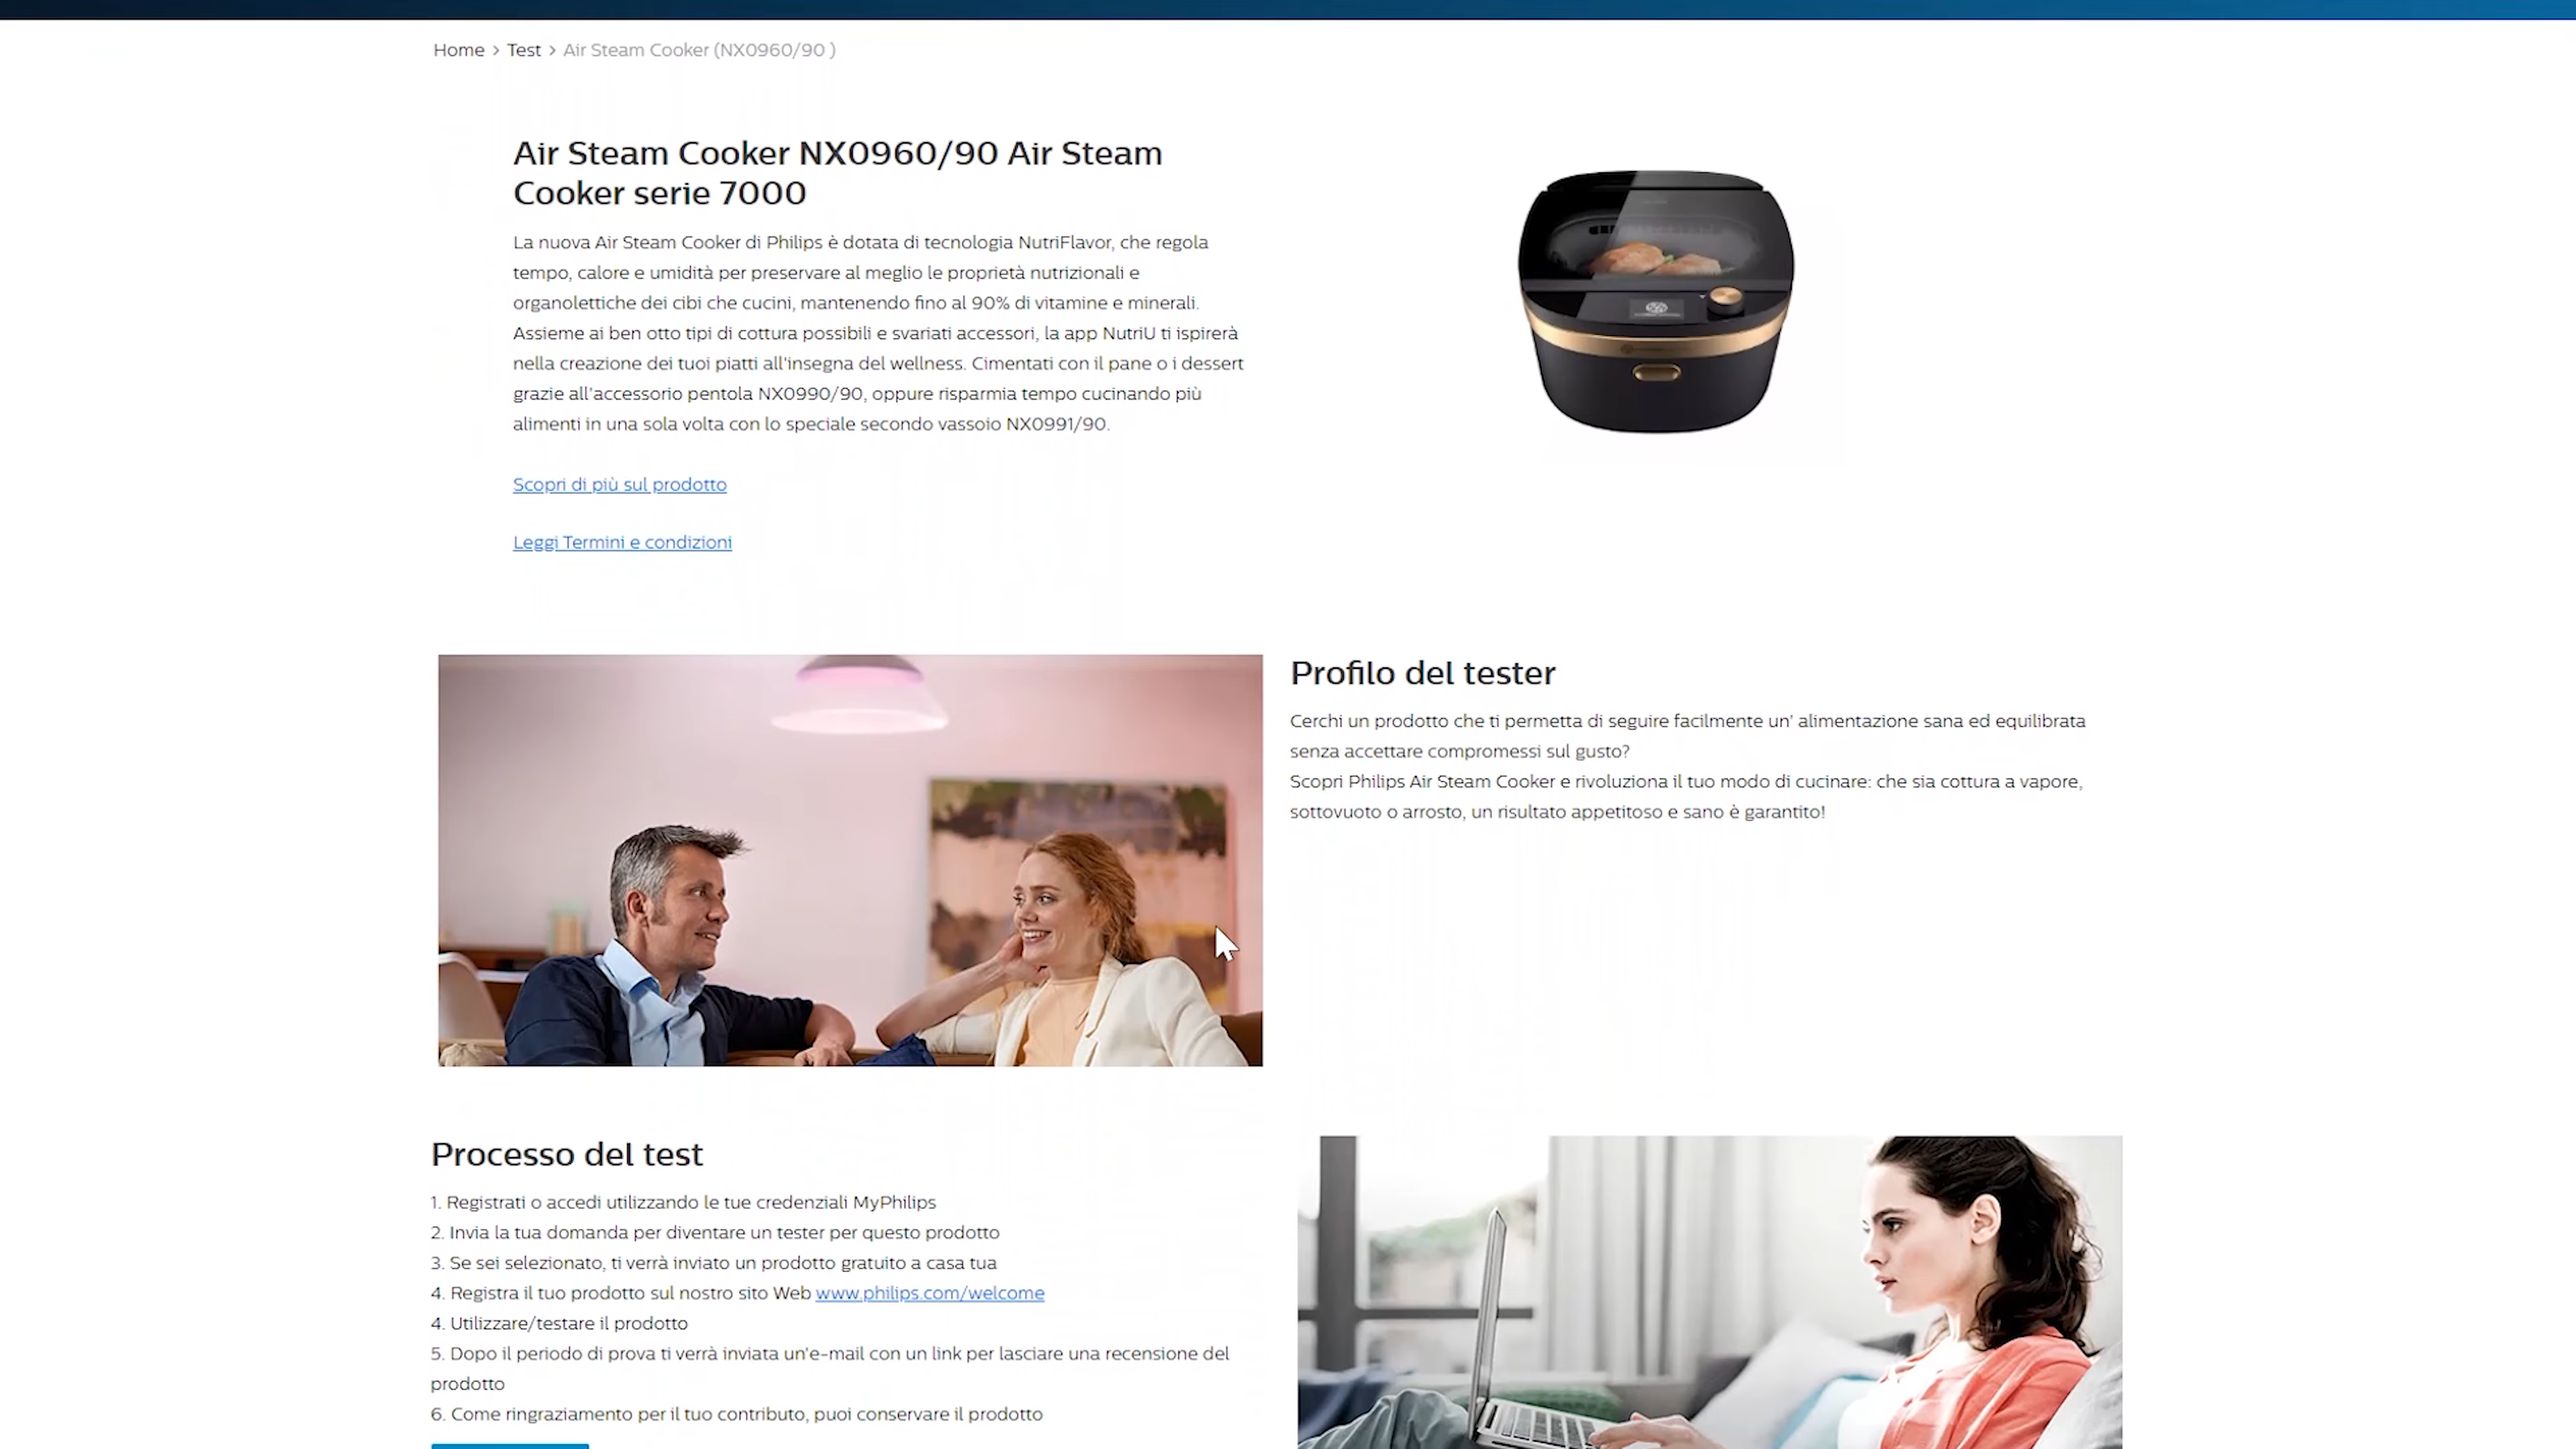 Home > Test > Air Steam Cooker (NX0960/90 )
Air Steam Cooker NX0960/90 Air Steam
Cooker serie 7000
La nuova Air Steam Cooker di Philips è dotata di tecnologia NutriFlavor, che regola
tempo, calore e umidità per preservare al meglio le proprietà nutrizionali e
organolettiche dei cibi che cucini, mantenendo fino al 90% di vitamine e minerali.
Assieme ai ben otto tipi di cottura possibili e svariati accessori, la app NutriU ti ispirerà
nella creazione dei tuoi piatti all'insegna del wellness. Cimentati con il pane o i dessert
grazie all'accessorio pentola NX0990/90, oppure risparmia tempo cucinando più
alimenti in una sola volta con lo speciale secondo vassoio NX0991/90.
Scopri di più sul prodotto
Leggi Termini e condizioni
Profilo del tester
Cerchi un prodotto che ti permetta di seguire facilmente un' alimentazione sana ed equilibrata
senza accettare compromessi sul gusto?
Scopri Philips Air Steam Cooker e rivoluziona il tuo modo di cucinare: che sia cottura a vapore,
sottovuoto o arrosto, un risultato appetitoso e sano è garantito!
Processo del test
1. Registrati o accedi utilizzando le tue credenziali MyPhilips
2. Invia la tua domanda per diventare un tester per questo prodotto
3. Se sei selezionato, ti verrà inviato un prodotto gratuito a casa tua
4. Registra il tuo prodotto sul nostro sito Web www.philips.com/welcome
4. Utilizzare/testare il prodotto
5. Dopo il periodo di prova ti verrà inviata un'e-mail con un link per lasciare una recensione del
prodotto
6. Come ringraziamento per il tuo contributo, puoi conservare il prodotto